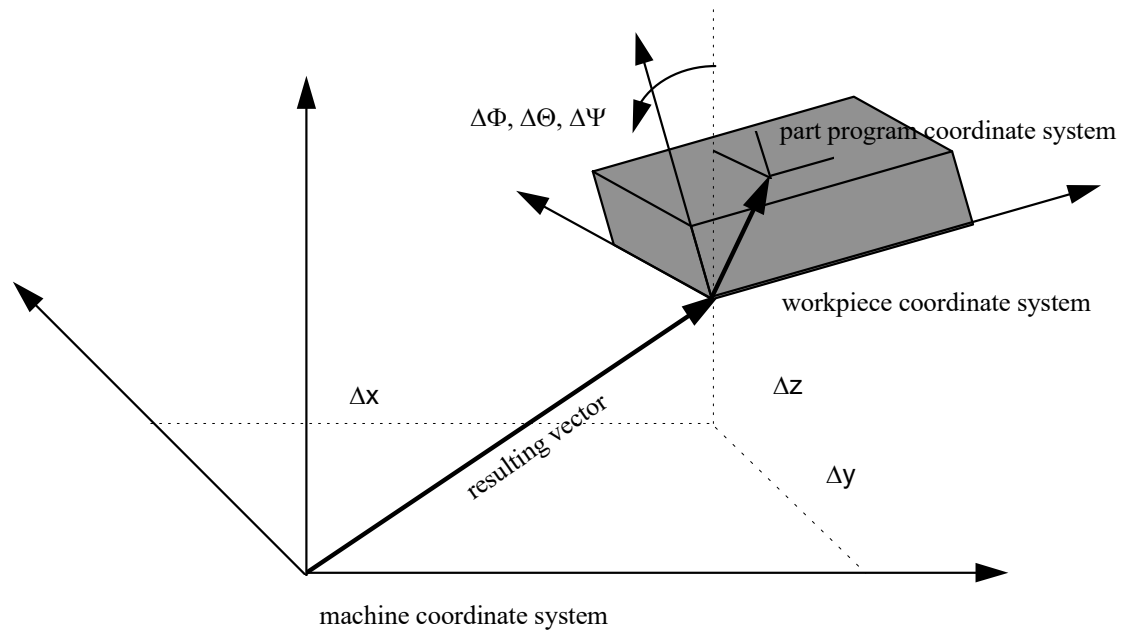 ΔΦ, ΔΘ, ΔΨ
part program coordinate system
workpiece coordinate system
Δz
Δx
resulting vector
Δy
machine coordinate system